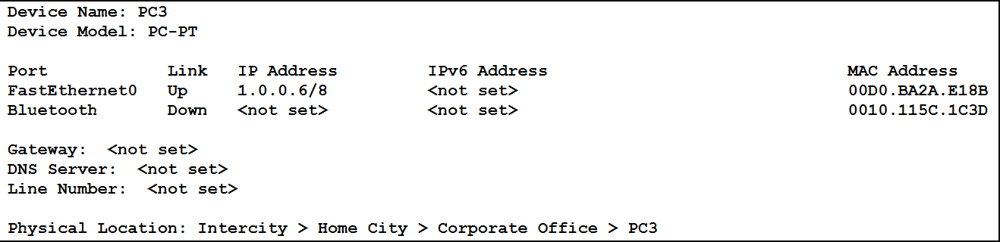 Device Name: PC3
Device Model: PC-PT
Port Link IP Address IPv6 Address MAC Address
FastEthernet0 Up 1.0.0.6/8 <not set> 00D0.BA2A.E18B
Bluetooth Down <not set> <not set> 0010.115C.1C3D
Gateway: <not set>
DNS Server: <not set>
Line Number: <not set>
Physical Location: Intercity > Home City > Corporate Office > PC3